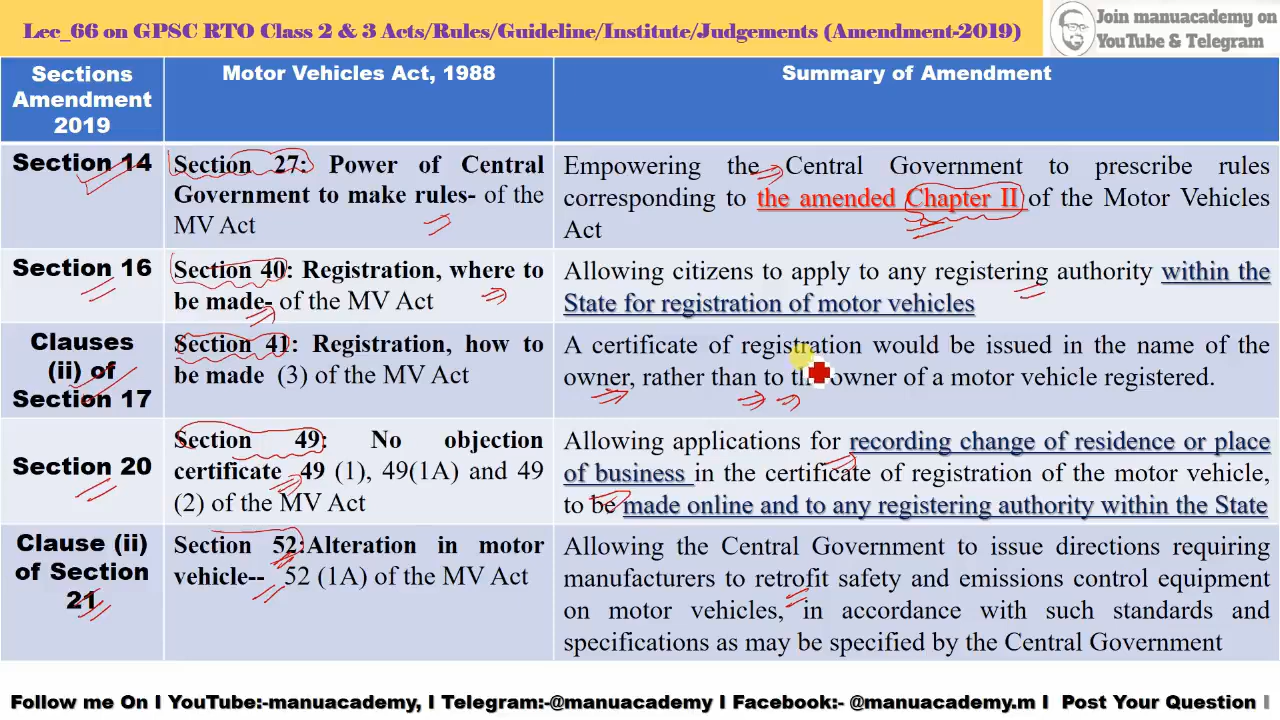 Lec_66 on GPSC RTO Class 2 & 3 Acts/Rules/Guideline/Institute/Judgements (Amendment-2019)
Join manuacademy on
YouTube & Telegram
Sections
Amendment
2019
Motor Vehicles Act, 1988
Summary of Amendment
Section 14
Section 27: Power of Central
Government to make rules- of the
MV Act
Empowering the Central Government to prescribe rules
corresponding to the amended Chapter II of the Motor Vehicles
Act
Section 16
Section 40: Registration, where to
be made- of the MV Act
Allowing citizens to apply to any registering authority within the
State for registration of motor vehicles
Clauses
(ii) of
Section 17
Section 41: Registration, how to
be made (3) of the MV Act
A certificate of registration would be issued in the name of the
owner, rather than to the owner of a motor vehicle registered.
Section 20
Section 49: No objection
certificate 49 (1), 49(1A) and 49
(2) of the MV Act
Allowing applications for recording change of residence or place
of business in the certificate of registration of the motor vehicle,
to be made online and to any registering authority within the State
Clause (ii)
of Section
21
Section 52:Alteration in motor
vehicle-- 52 (1A) of the MV Act
Allowing the Central Government to issue directions requiring
manufacturers to retrofit safety and emissions control equipment
on motor vehicles, in accordance with such standards and
specifications as may be specified by the Central Government
Follow me On I YouTube:-manuacademy, I Telegram:-@manuacademy I Facebook:- @manuacademy.m I Post Your Question I